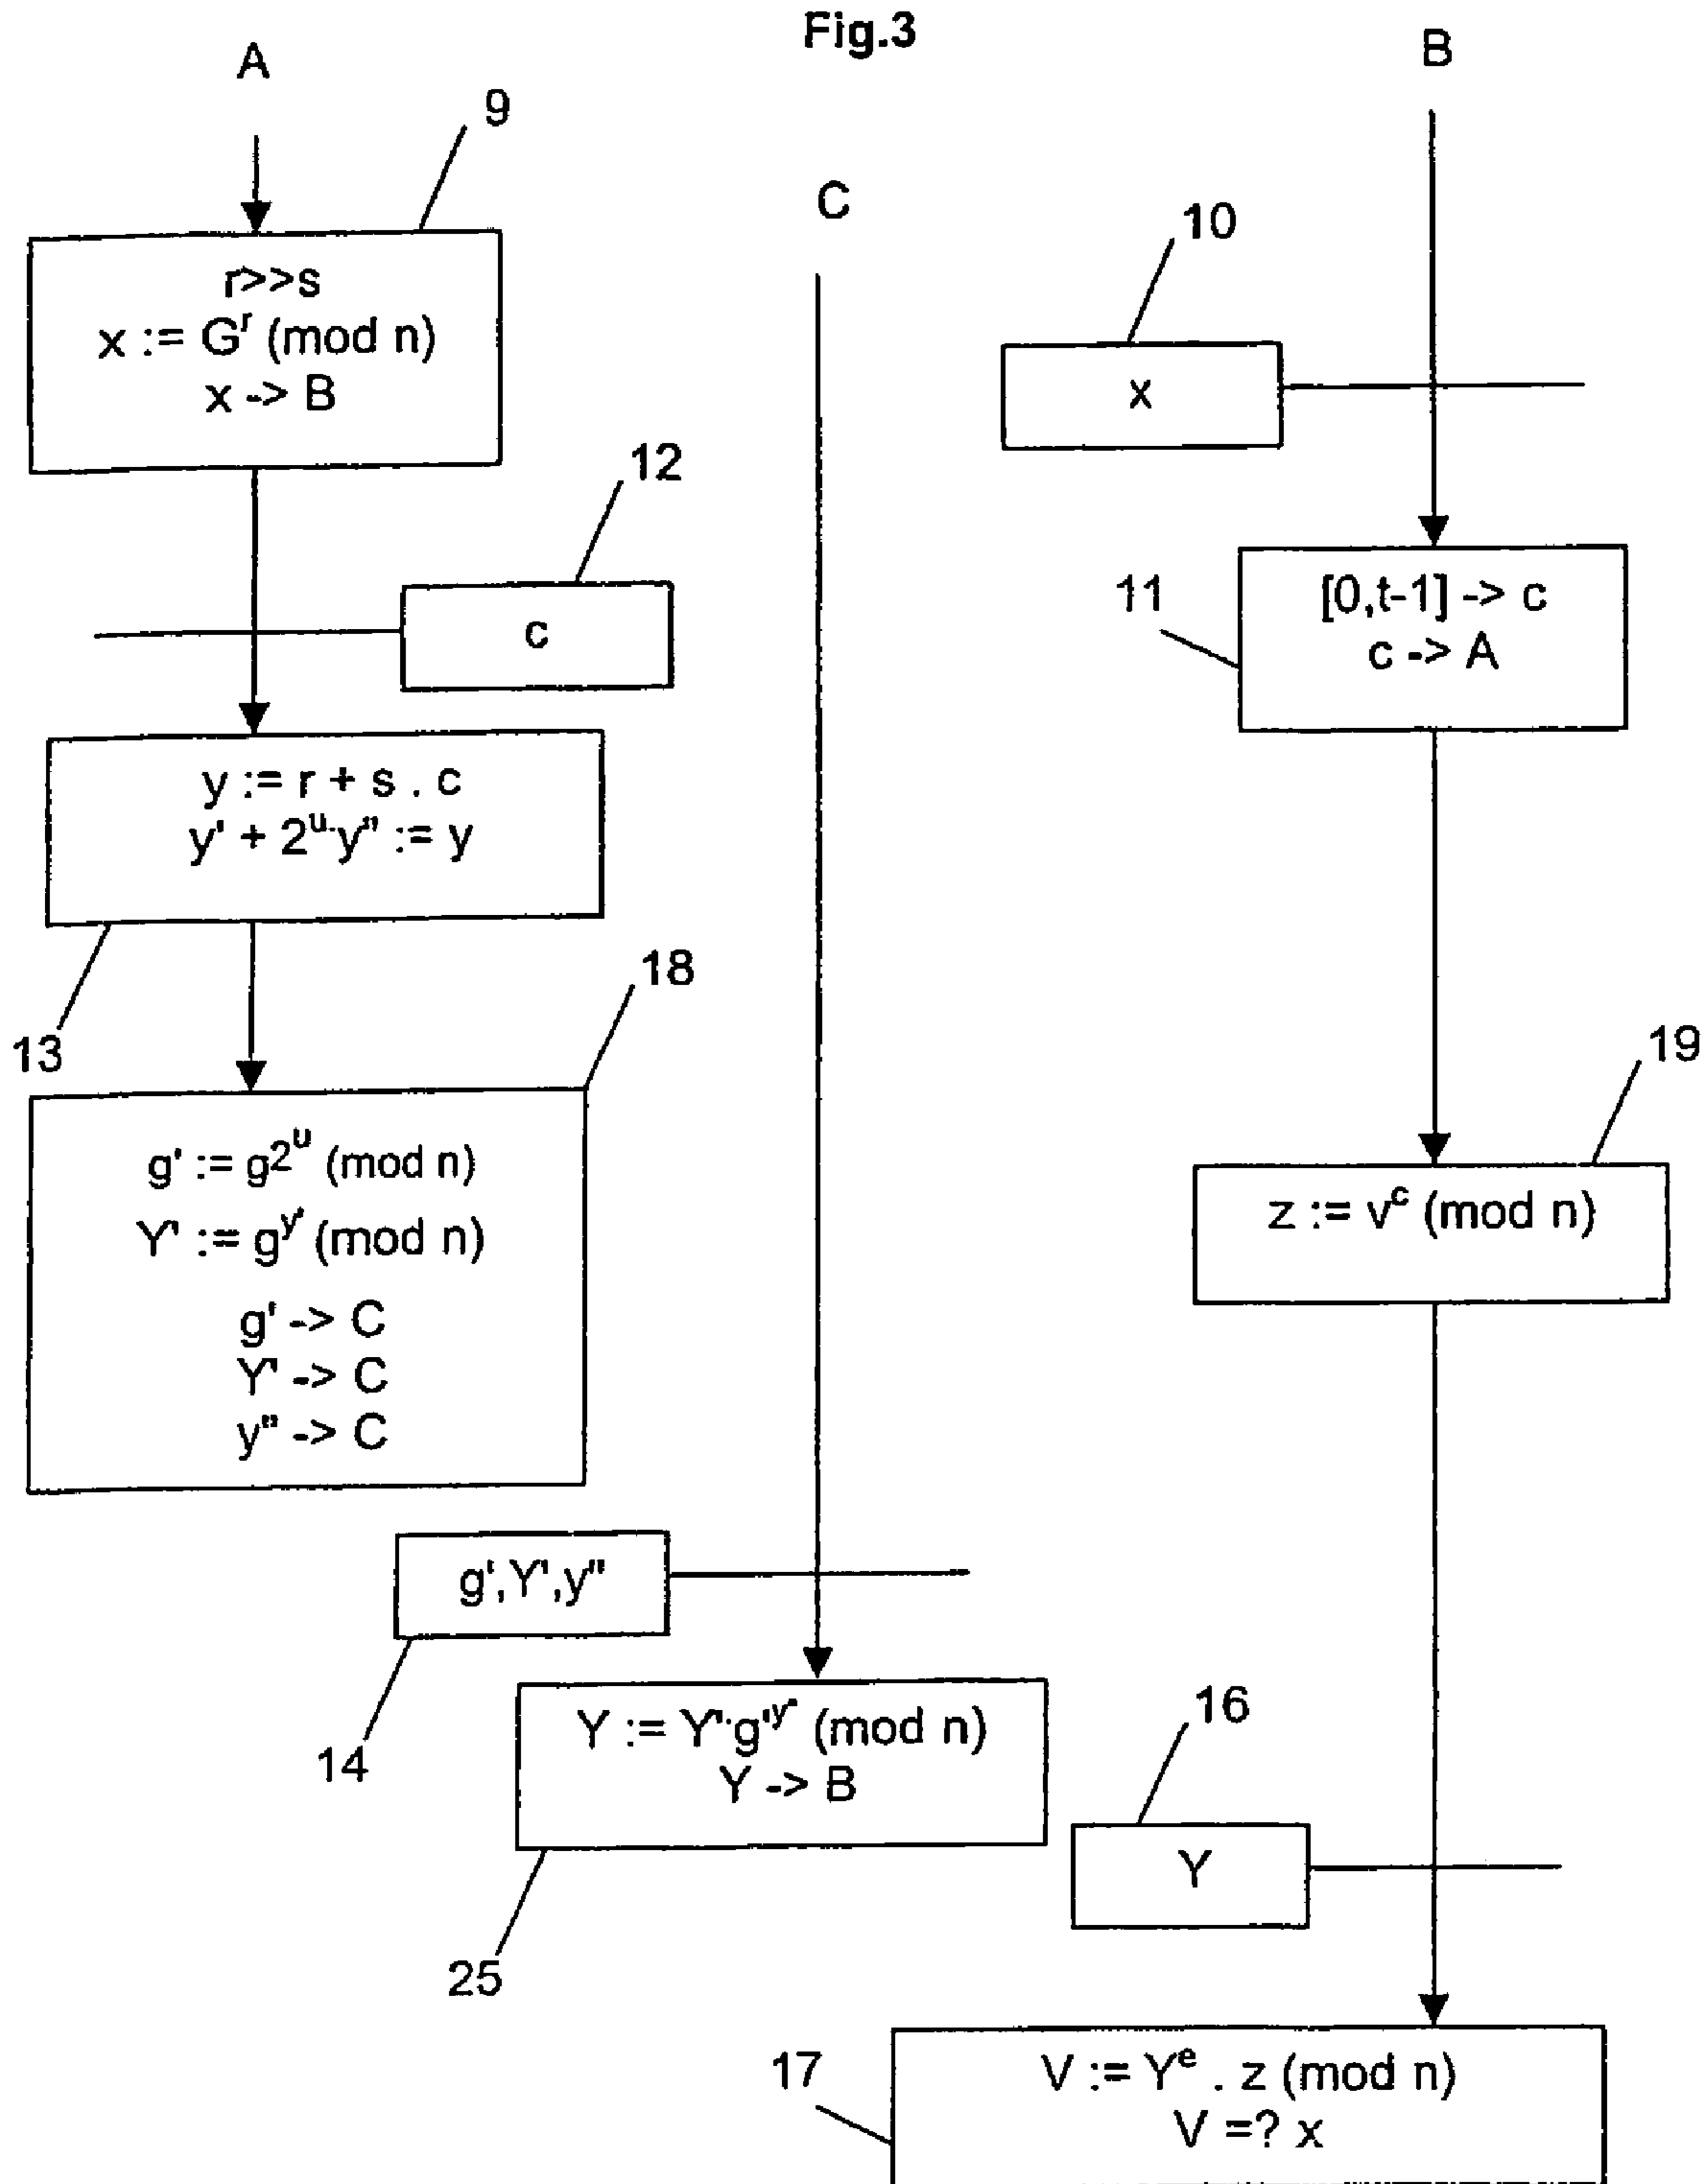 Fig.3
A
B
9
C
10
r>>s
x := G^r (mod n)
x -> B
x
12
c
11
[0,t-1] -> c
c -> A
y := r + s . c
y' + 2^u·y" := y
13
18
g' := g^2^u (mod n)
Y' := g^y' (mod n)
g' -> C
Y' -> C
y" -> C
19
z := v^c (mod n)
g',Y',y"
14
Y := Y'·g'^y" (mod n)
Y -> B
25
16
Y
17
V := Y^e . z (mod n)
V =? x